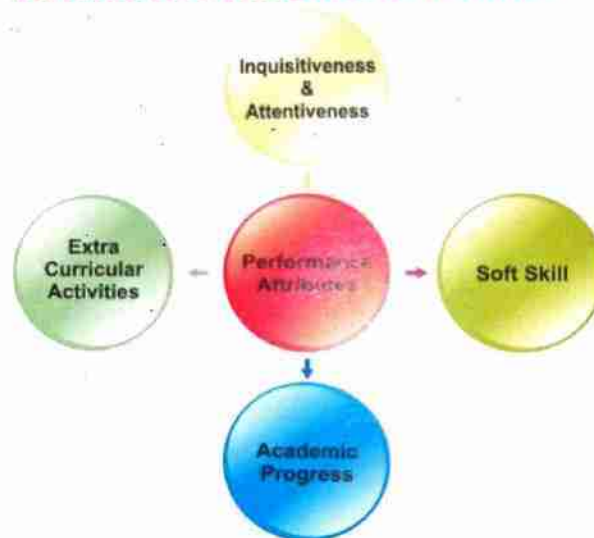 Inquisitiveness
&
Attentiveness
Extra
Curricular
Activities
Performance
Attributes
Soft Skill
Academic
Progress